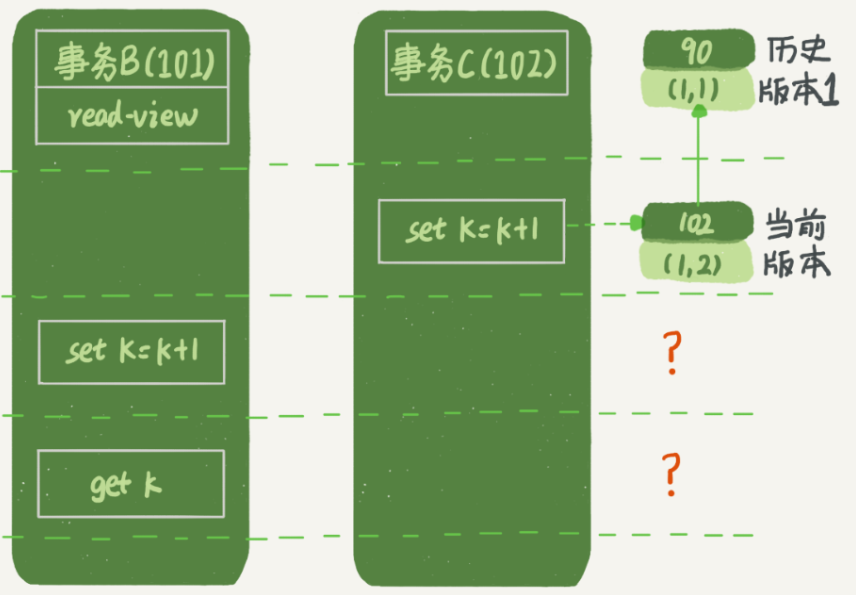 事务B(101)
read-view
事务C(102)
90
(1,1)
历史
版本1
set k=k+1
102
(1,2)
当前
版本
set k=k+1
?
get k
?